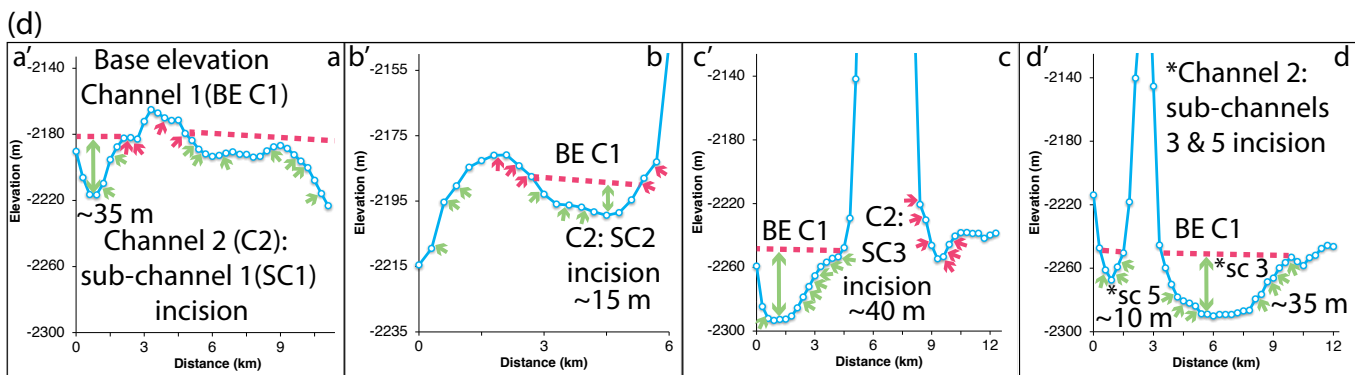 (d)
a'
a
Base elevation
Channel 1(BE C1)
~35 m
Channel 2 (C2):
sub-channel 1(SC1)
incision
Elevation (m)
-2140
-2180
-2220
-2260
-2300
0
3
6
9
Distance (km)
b'
b
BE C1
C2: SC2
incision
~15 m
Elevation (m)
-2155
-2175
-2195
-2215
-2235
0
3
6
Distance (km)
c'
c
BE C1
C2:
SC3
incision
~40 m
Elevation (m)
-2140
-2180
-2220
-2260
-2300
0
3
6
9
12
Distance (km)
d'
d
*Channel 2:
sub-channels
3 & 5 incision
BE C1
*sc 3
*sc 5
~10 m
~35 m
Elevation (m)
-2140
-2180
-2220
-2260
-2300
0
3
6
9
12
Distance (km)